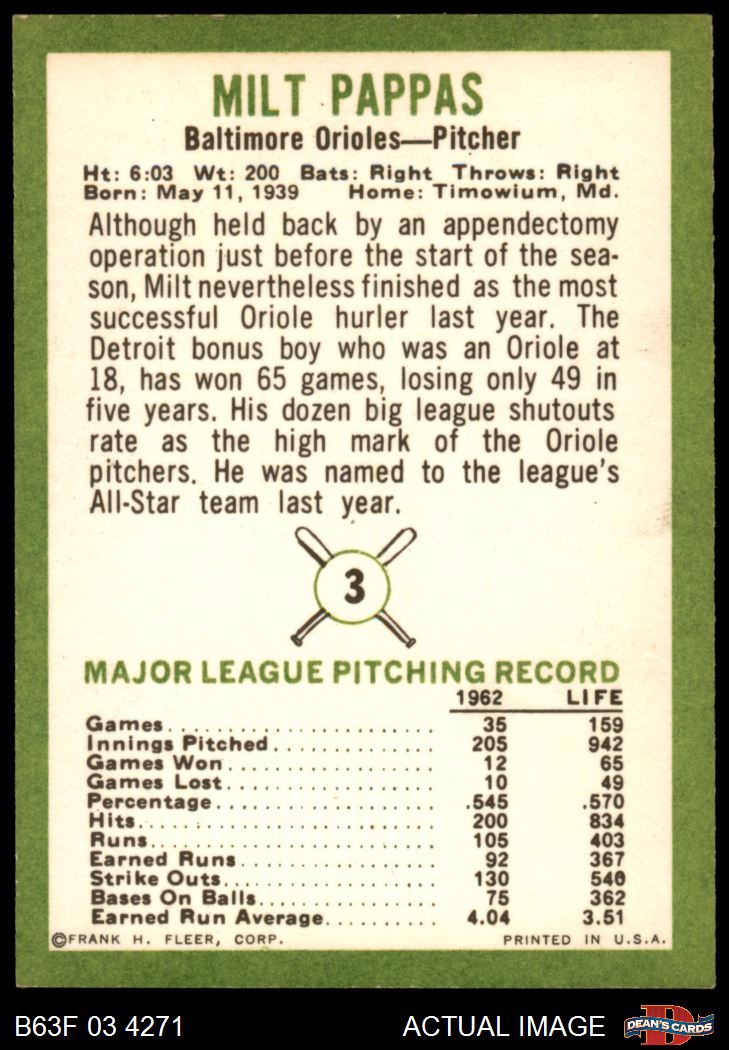 MILT PAPPAS
Baltimore Orioles—Pitcher
Ht: 6:03 Wt: 200 Bats: Right Throws: Right
Born: May 11, 1939 Home: Timowium, Md.
Although held back by an appendectomy
operation just before the start of the sea-
son, Milt nevertheless finished as the most
successful Oriole hurler last year. The
Detroit bonus boy who was an Oriole at
18, has won 65 games, losing only 49 in
five years. His dozen big league shutouts
rate as the high mark of the Oriole
pitchers. He was named to the league's
All-Star team last year.
3
MAJOR LEAGUE PITCHING RECORD
1962 LIFE
Games 35 159
Innings Pitched 205 942
Games Won 12 65
Games Lost 10 49
Percentage .545 .570
Hits 200 834
Runs 105 403
Earned Runs 92 367
Strike Outs 130 540
Bases On Balls 75 362
Earned Run Average 4.04 3.51
©FRANK H. FLEER, CORP. PRINTED IN U.S.A.
B63F 03 4271 ACTUAL IMAGE DEAN'S CARDS